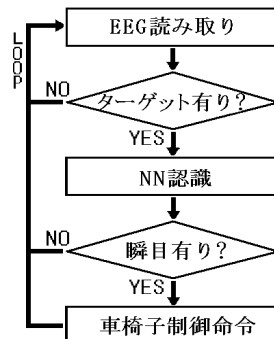 EEG読み取り
LOOP
NO
ターゲット有り?
YES
NN認識
NO
瞬目有り?
YES
車椅子制御命令